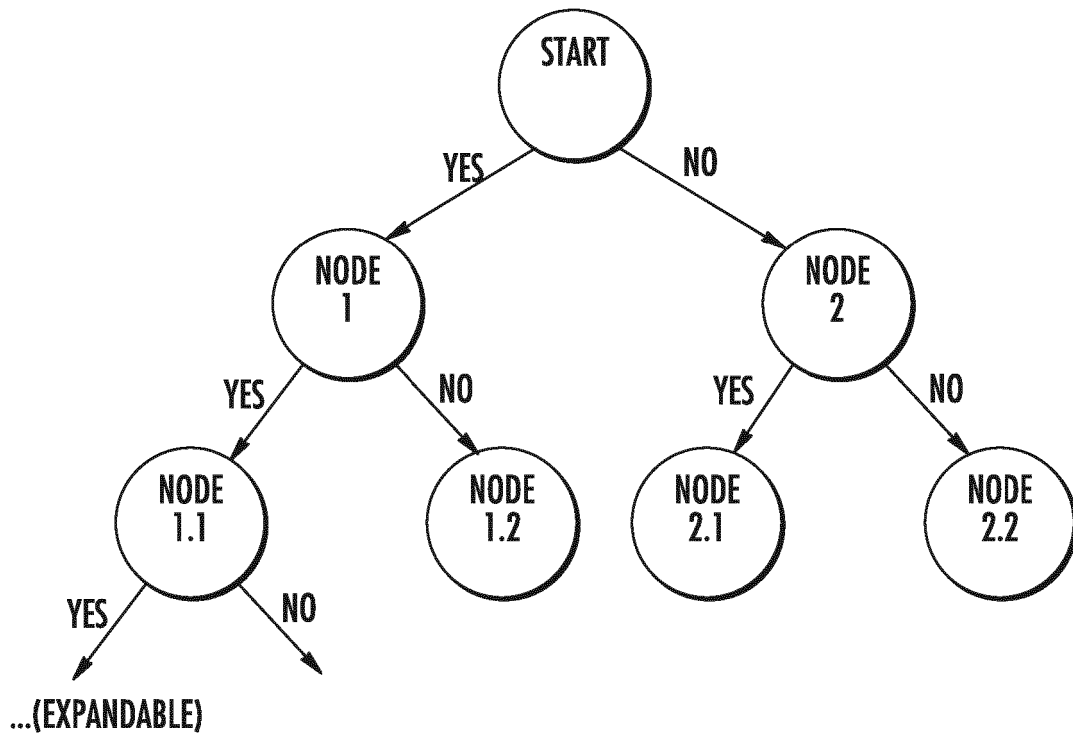 START
YES
NO
NODE
1
NODE
2
YES
NO
YES
NO
NODE
1.1
NODE
1.2
NODE
2.1
NODE
2.2
YES
NO
...(EXPANDABLE)